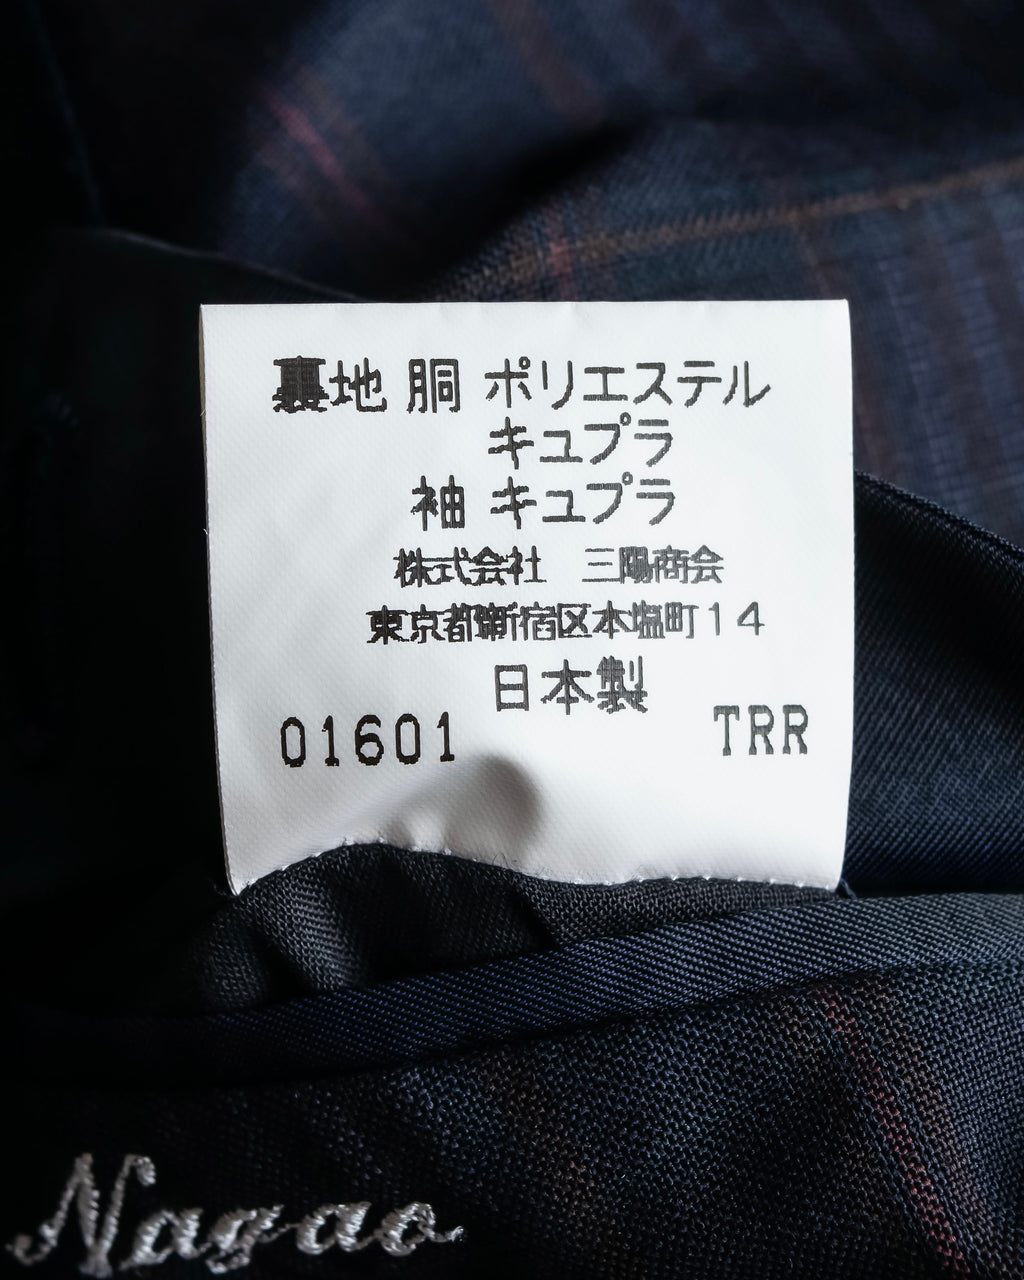 裏地 胴 ポリエステル
キュプラ
袖 キュプラ
株式会社 三陽商会
東京都新宿区本塩町14
日本製
01601 TRR
Nagao